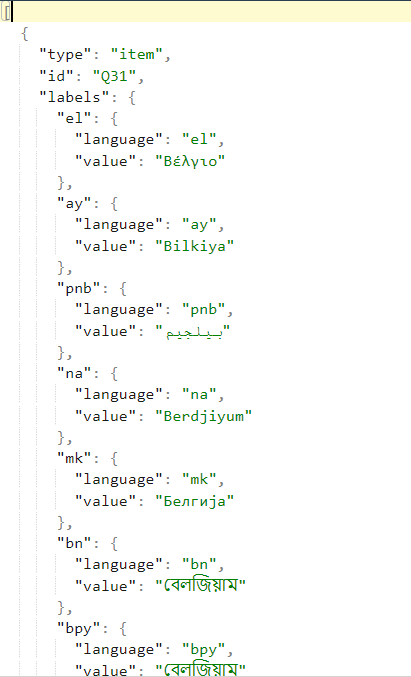 [
{
"type": "item",
"id": "Q31",
"labels": {
"el": {
"language": "el",
"value": "Βέλγιο"
},
"ay": {
"language": "ay",
"value": "Bilkiya"
},
"pnb": {
"language": "pnb",
"value": "بیلجیم"
},
"na": {
"language": "na",
"value": "Berdjiyum"
},
"mk": {
"language": "mk",
"value": "Белгија"
},
"bn": {
"language": "bn",
"value": "বেলজিয়াম"
},
"bpy": {
"language": "bpy",
"value": "বেলজিয়াম"